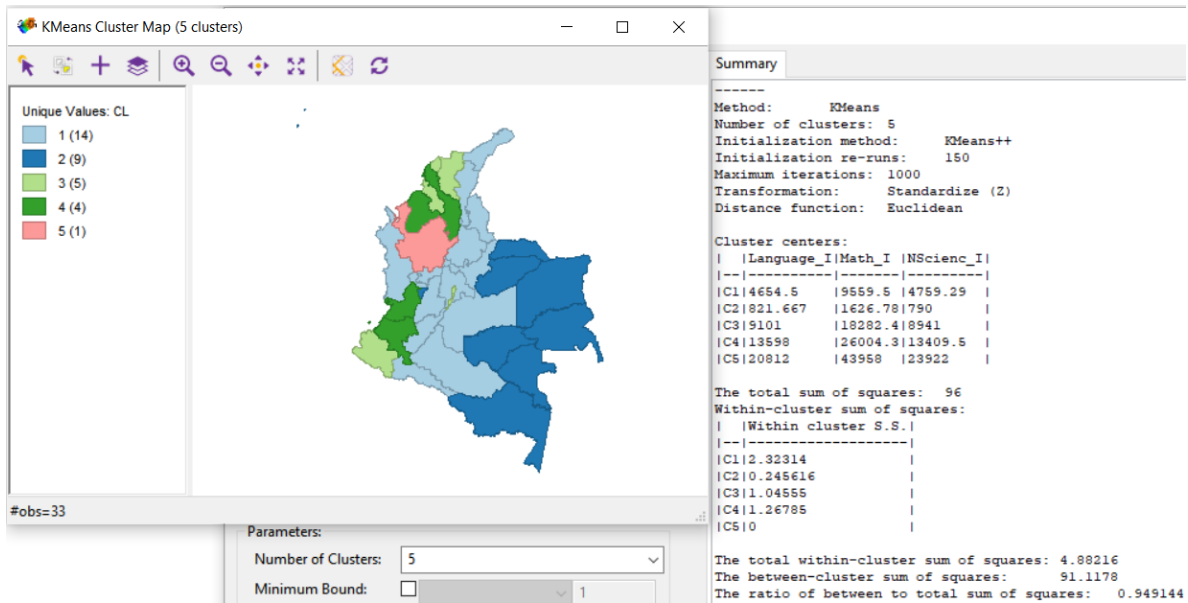 KMeans Cluster Map (5 clusters)
Unique Values: CL
1 (14)
2 (9)
3 (5)
4 (4)
5 (1)
#obs=33
Parameters:
Number of Clusters: 5
Minimum Bound: 1
Summary
------
Method: KMeans
Number of clusters: 5
Initialization method: KMeans++
Initialization re-runs: 150
Maximum iterations: 1000
Transformation: Standardize (Z)
Distance function: Euclidean
Cluster centers:
| |Language_I|Math_I |NScienc_I|
|--|----------|-------|---------|
|C1|4654.5 |9559.5 |4759.29 |
|C2|821.667 |1626.78|790 |
|C3|9101 |18282.4|8941 |
|C4|13598 |26004.3|13409.5 |
|C5|20812 |43958 |23922 |
The total sum of squares: 96
Within-cluster sum of squares:
| |Within cluster S.S.|
|--|-------------------|
|C1|2.32314 |
|C2|0.245616 |
|C3|1.04555 |
|C4|1.26785 |
|C5|0 |
The total within-cluster sum of squares: 4.88216
The between-cluster sum of squares: 91.1178
The ratio of between to total sum of squares: 0.949144